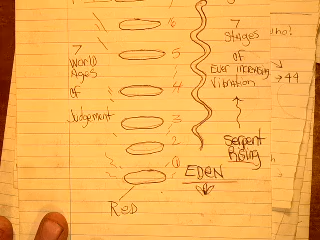 7
World
Ages
of
Judgement
6
5
4
3
2
1
Red
7
Stages
of
Ever increasing
Vibration
Serpent
Rising
EDEN
→44